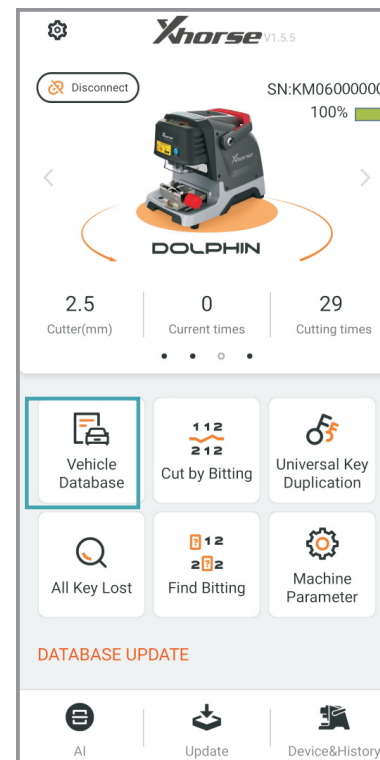 Xhorse V1.5.5
Disconnect
SN:KM06000000
100%
DOLPHIN
2.5
0
29
Cutter(mm)
Current times
Cutting times
Vehicle
Database
112
212
Cut by Bitting
Universal Key
Duplication
All Key Lost
?12
2?2
Find Bitting
Machine
Parameter
DATABASE UPDATE
AI
Update
Device&History